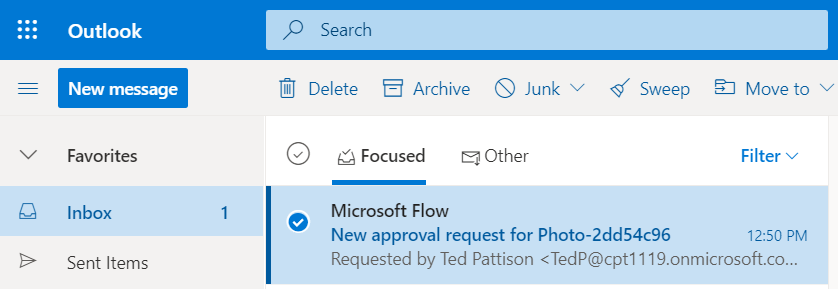 Outlook
Search
New message
Delete
Archive
Junk
Sweep
Move to
Favorites
Focused
Other
Filter
Inbox
1
Microsoft Flow
New approval request for Photo-2dd54c96
12:50 PM
Requested by Ted Pattison <TedP@cpt1119.onmicrosoft.co...
Sent Items